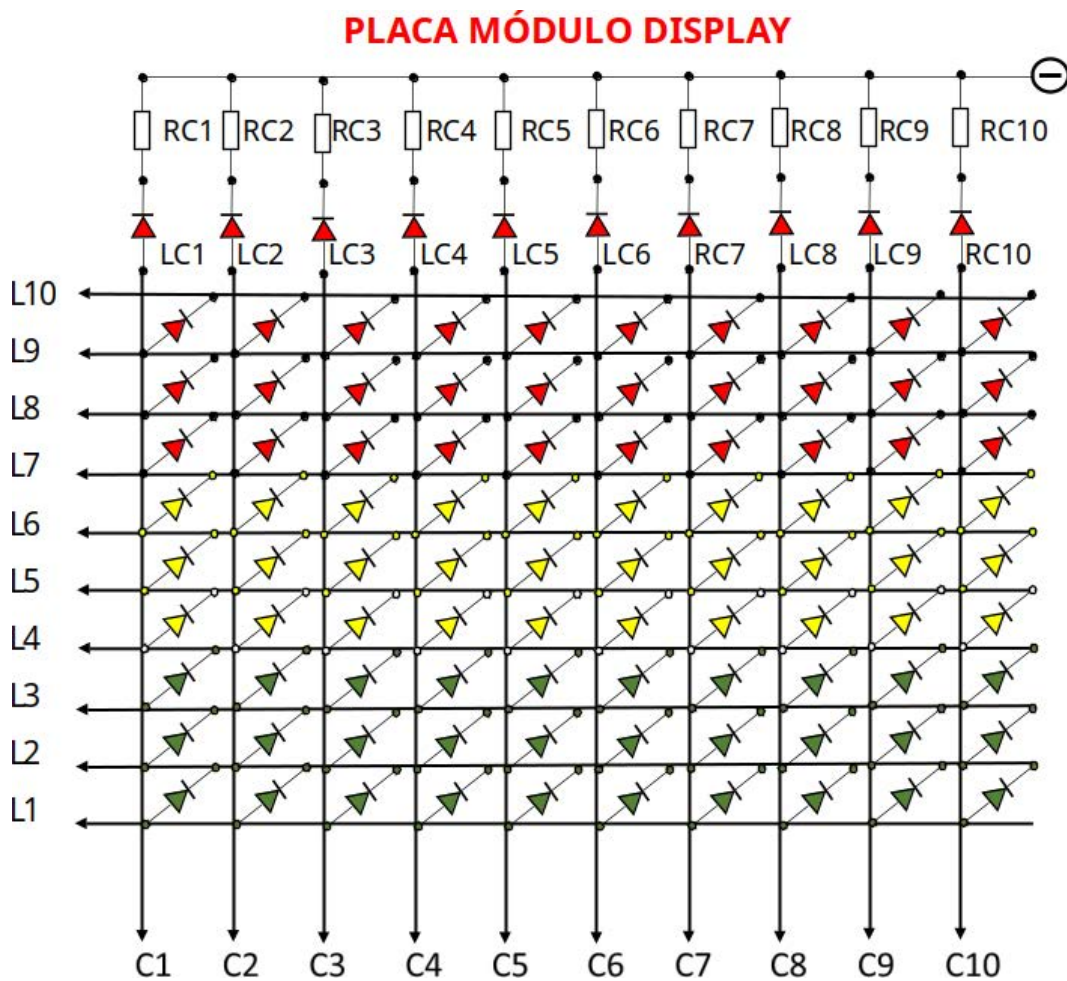 PLACA MÓDULO DISPLAY
RC1 RC2 RC3 RC4 RC5 RC6 RC7 RC8 RC9 RC10
LC1 LC2 LC3 LC4 LC5 LC6 RC7 LC8 LC9 RC10
L10
L9
L8
L7
L6
L5
L4
L3
L2
L1
C1 C2 C3 C4 C5 C6 C7 C8 C9 C10